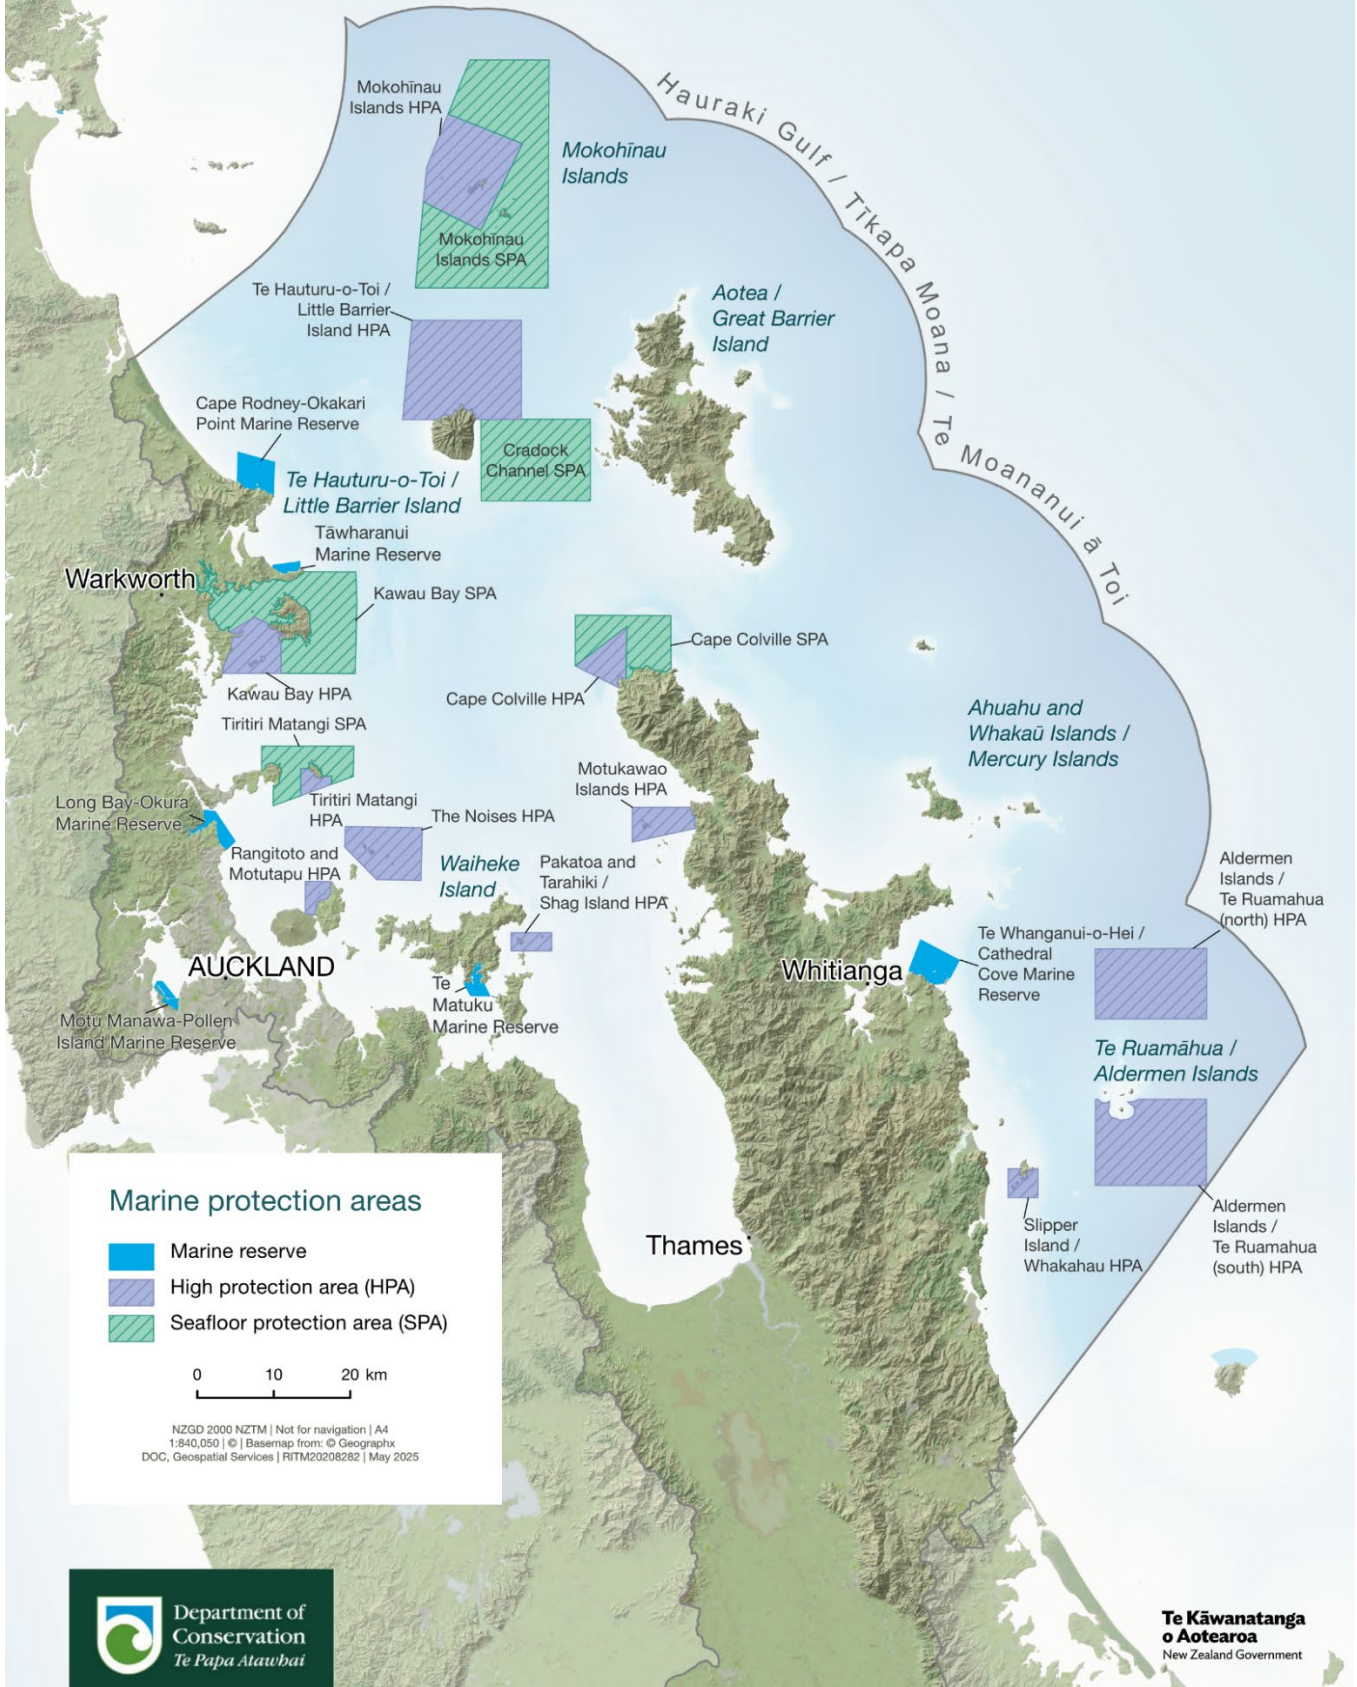 Hauraki Gulf / Tīkapa Moana / Te Moananui ā Toi
Mokohīnau
Islands HPA
Mokohīnau
Islands
Mokohīnau
Islands SPA
Te Hauturu-o-Toi /
Little Barrier
Island HPA
Aotea /
Great Barrier
Island
Cape Rodney-Okakari
Point Marine Reserve
Cradock
Channel SPA
Te Hauturu-o-Toi /
Little Barrier Island
Tāwharanui
Marine Reserve
Warkworth
Kawau Bay SPA
Cape Colville SPA
Kawau Bay HPA
Cape Colville HPA
Tiritiri Matangi SPA
Ahuahu and
Whakaū Islands /
Mercury Islands
Motukawao
Islands HPA
Tiritiri Matangi
HPA
Long Bay-Okura
Marine Reserve
The Noises HPA
Rangitoto and
Motutapu HPA
Waiheke
Island
Pakatoa and
Tarahiki /
Shag Island HPA
Aldermen
Islands /
Te Ruamahua
(north) HPA
Te Whanganui-o-Hei /
Cathedral
Cove Marine
Reserve
AUCKLAND
Whitianga
Te
Matuku
Marine Reserve
Motu Manawa-Pollen
Island Marine Reserve
Te Ruamāhua /
Aldermen Islands
Slipper
Island /
Whakahau HPA
Aldermen
Islands /
Te Ruamahua
(south) HPA
Thames
Marine protection areas
Marine reserve
High protection area (HPA)
Seafloor protection area (SPA)
0 10 20 km
NZGD 2000 NZTM | Not for navigation | A4
1:840,050 | © | Basemap from: © Geographx
DOC, Geospatial Services | RITM20208282 | May 2025
Department of
Conservation
Te Papa Atawhai
Te Kāwanatanga
o Aotearoa
New Zealand Government